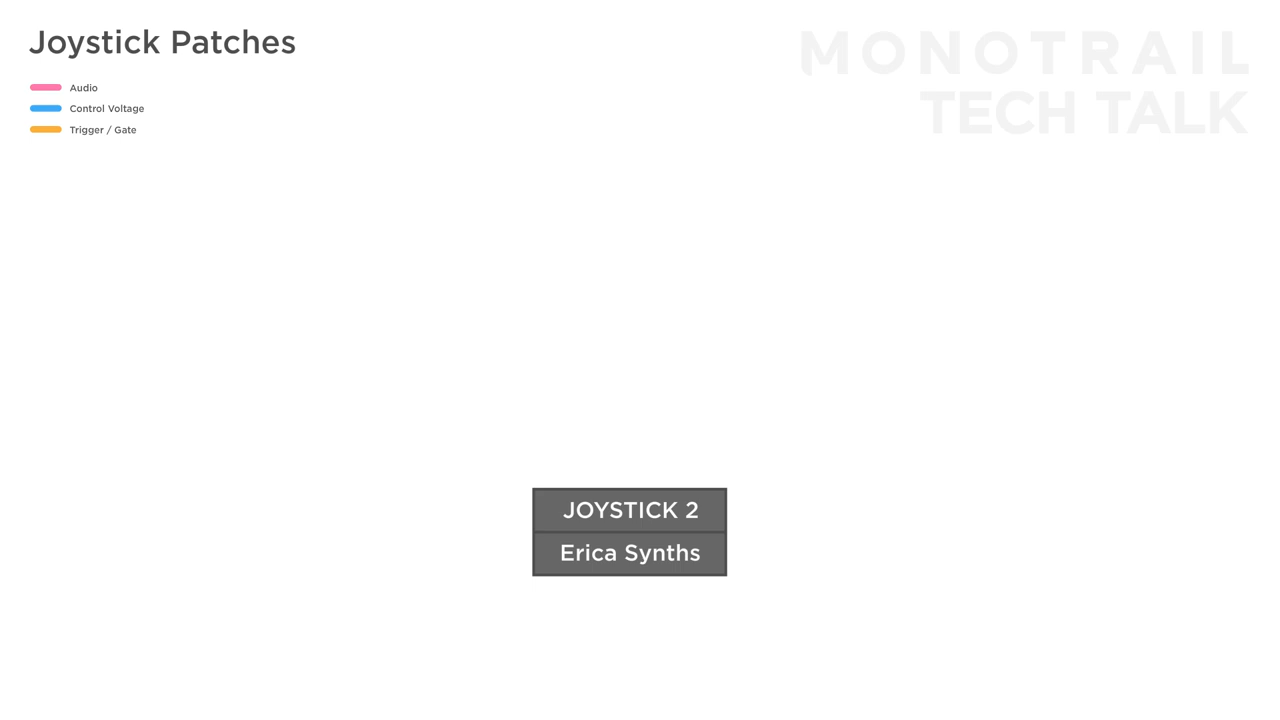 Joystick Patches
MONOTRAIL
TECH TALK
Audio
Control Voltage
Trigger / Gate
JOYSTICK 2
Erica Synths